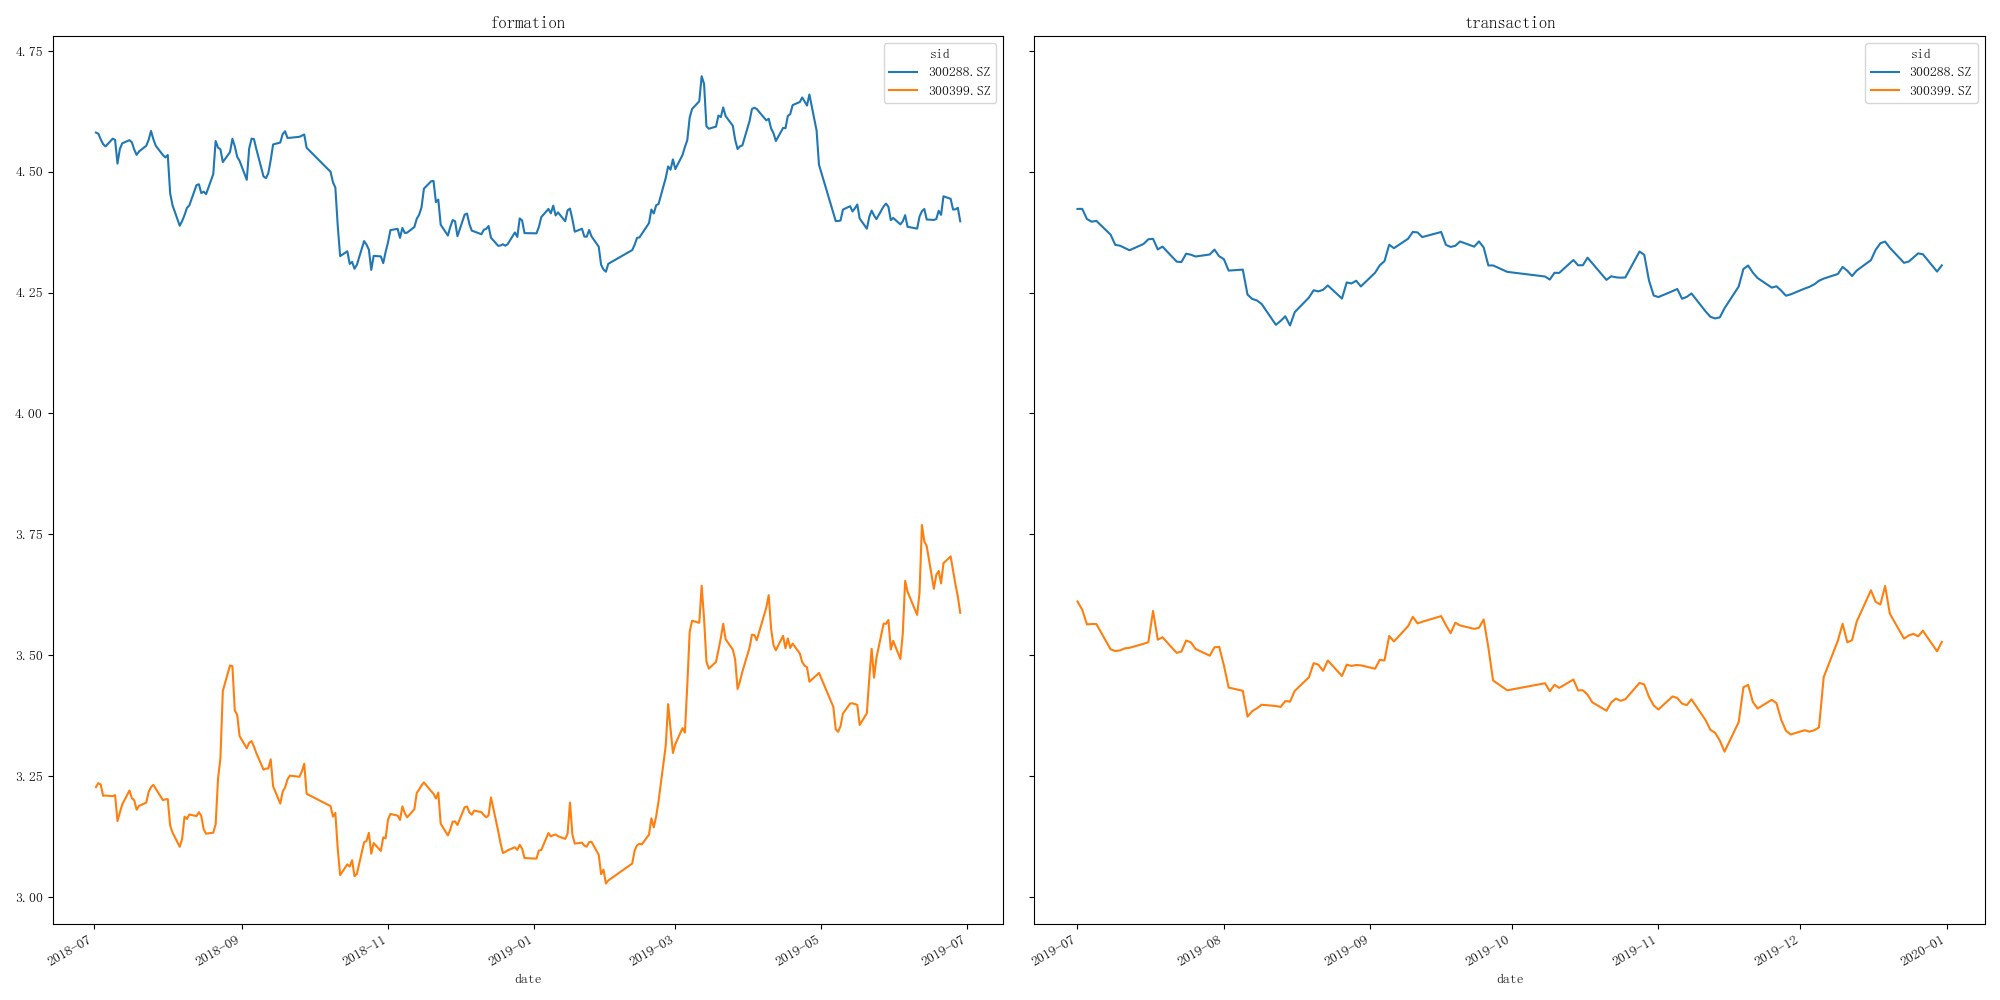 formation
sid
300288.SZ
300399.SZ
4.75
4.50
4.25
4.00
3.75
3.50
3.25
3.00
2018-07
2018-09
2018-11
2019-01
2019-03
2019-05
2019-07
date
transaction
sid
300288.SZ
300399.SZ
2019-07
2019-08
2019-09
2019-10
2019-11
2019-12
2020-01
date